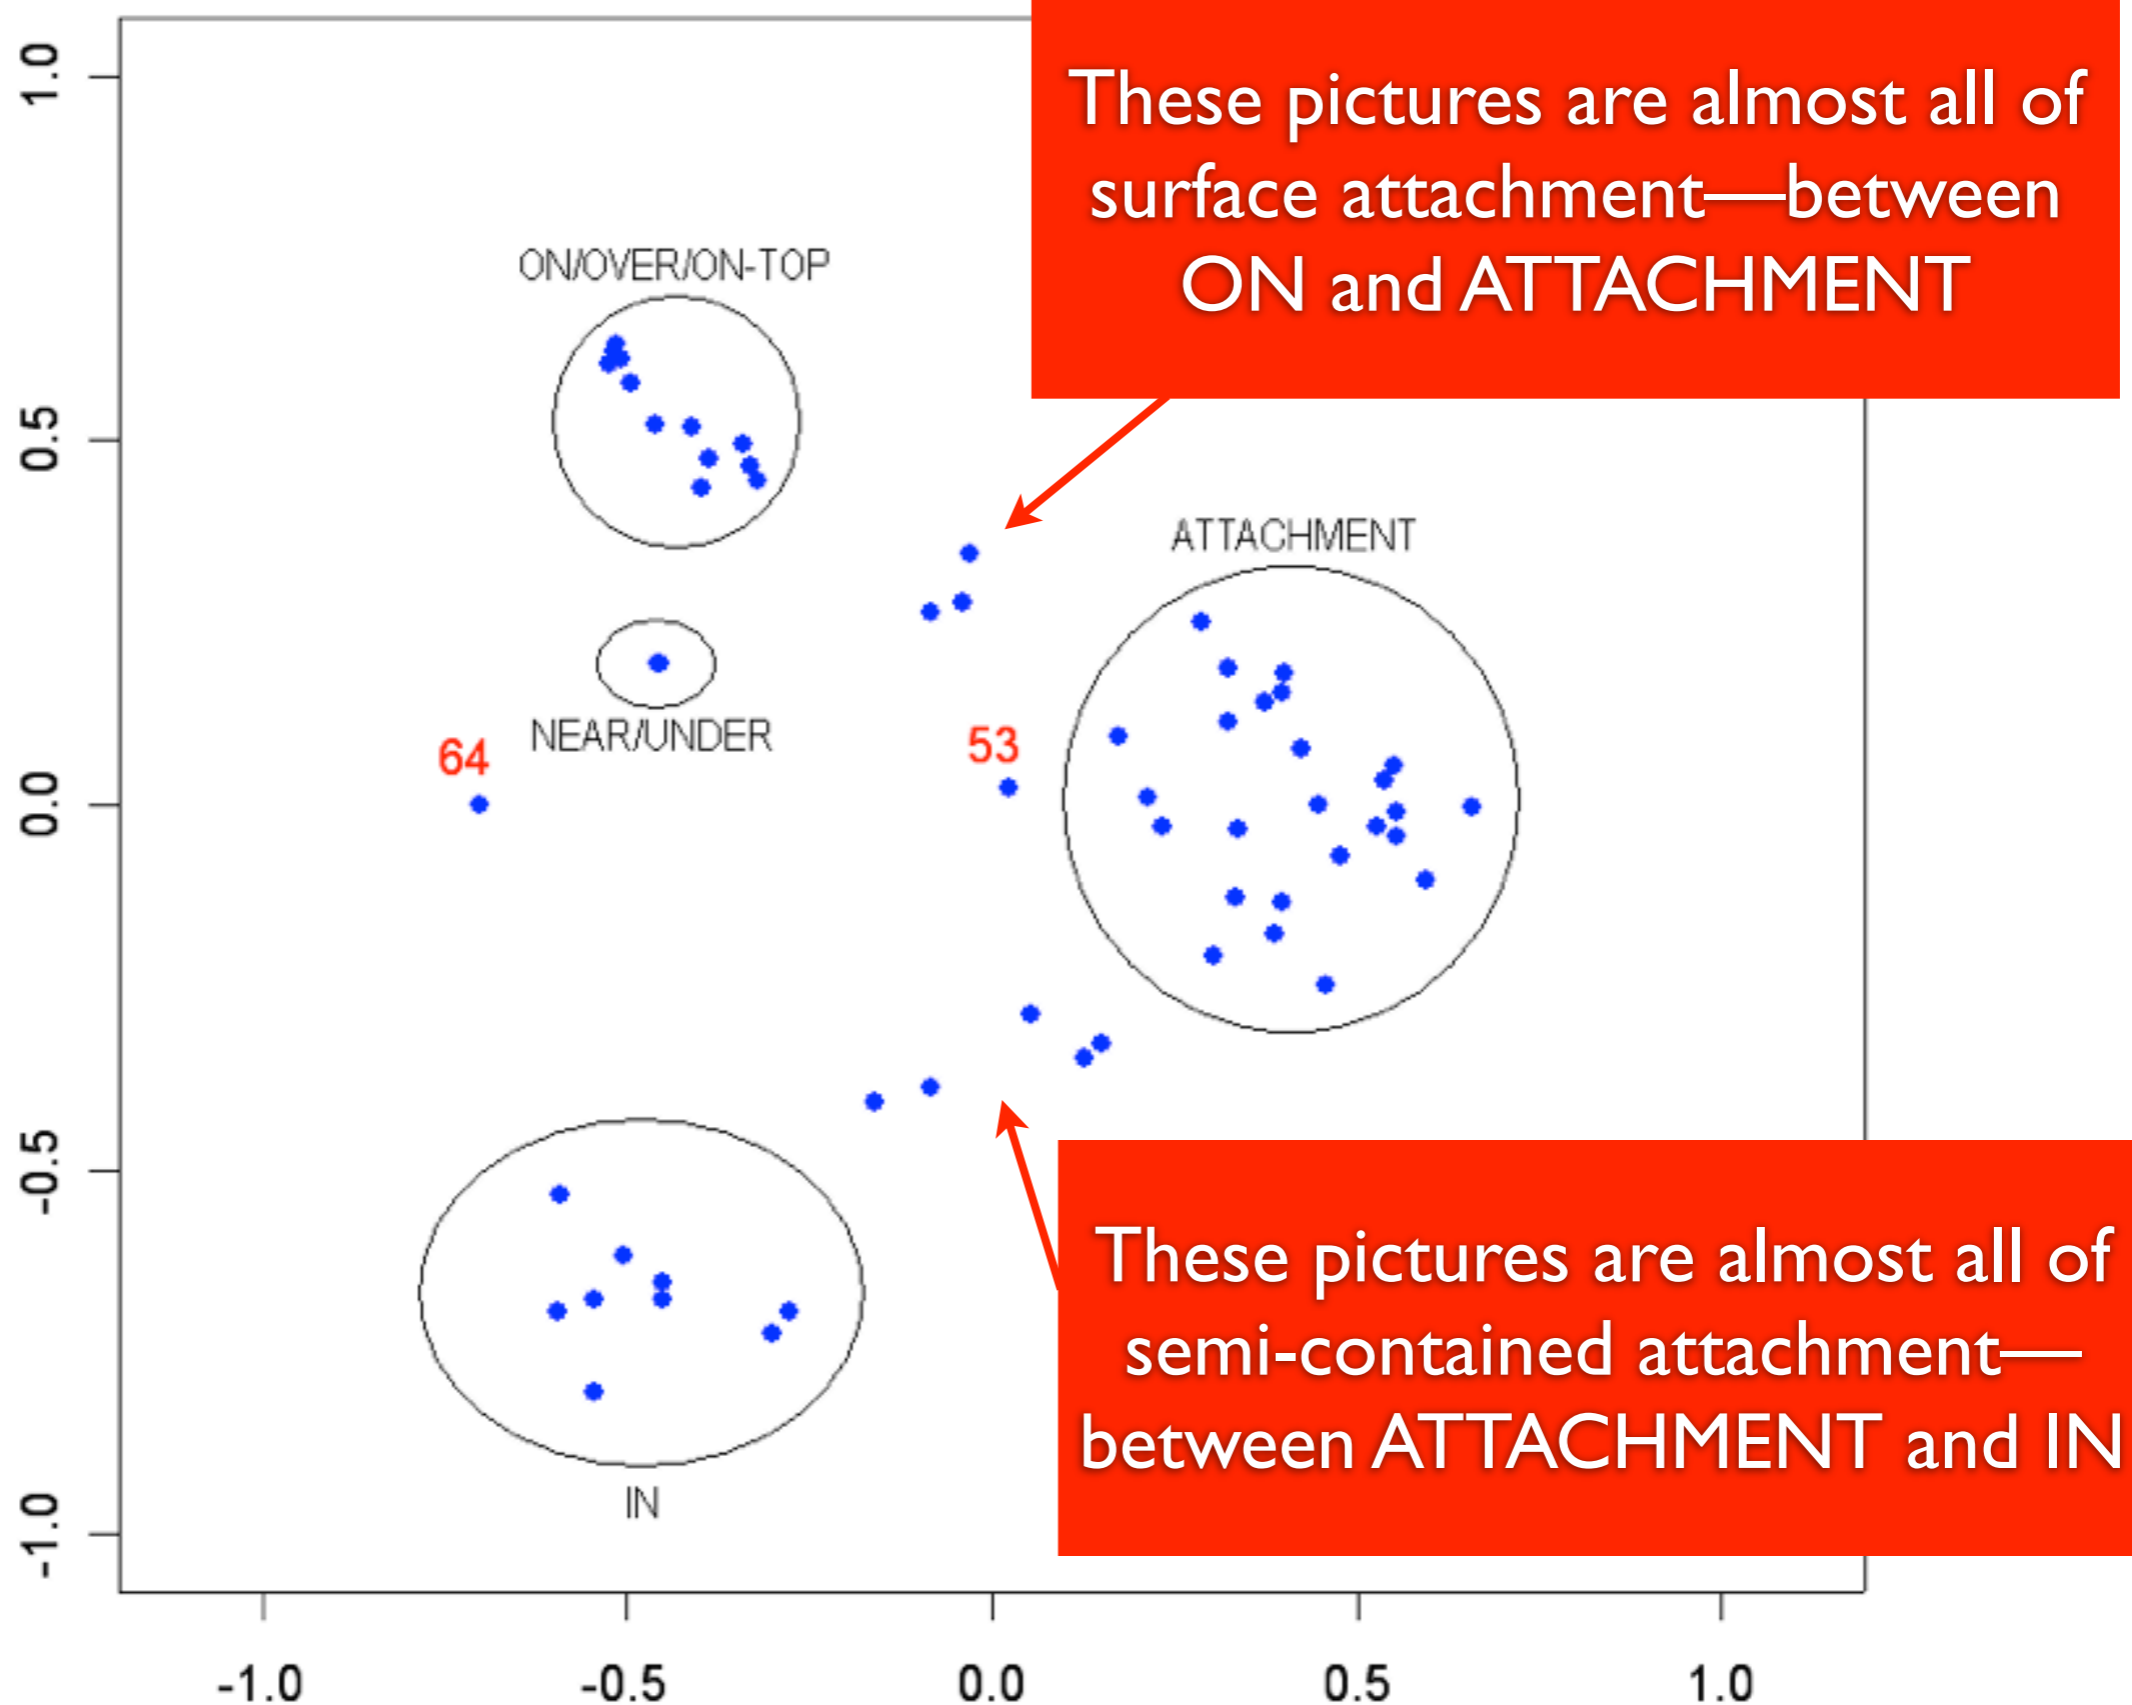 These pictures are almost all of
surface attachment—between
ON and ATTACHMENT
1.0
0.5
0.0
-0.5
-1.0
ON/OVER/ON-TOP
ATTACHMENT
NEAR/UNDER
64
53
These pictures are almost all of
semi-contained attachment—
between ATTACHMENT and IN
IN
-1.0 -0.5 0.0 0.5 1.0